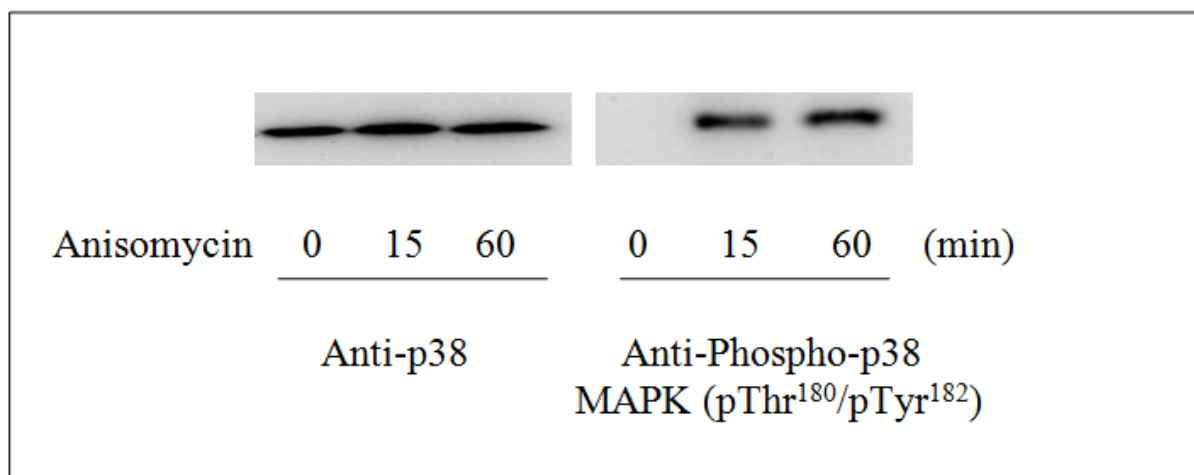 Anisomycin 0 15 60 0 15 60 (min)
Anti-p38 Anti-Phospho-p38
MAPK (pThr¹⁸⁰/pTyr¹⁸²)